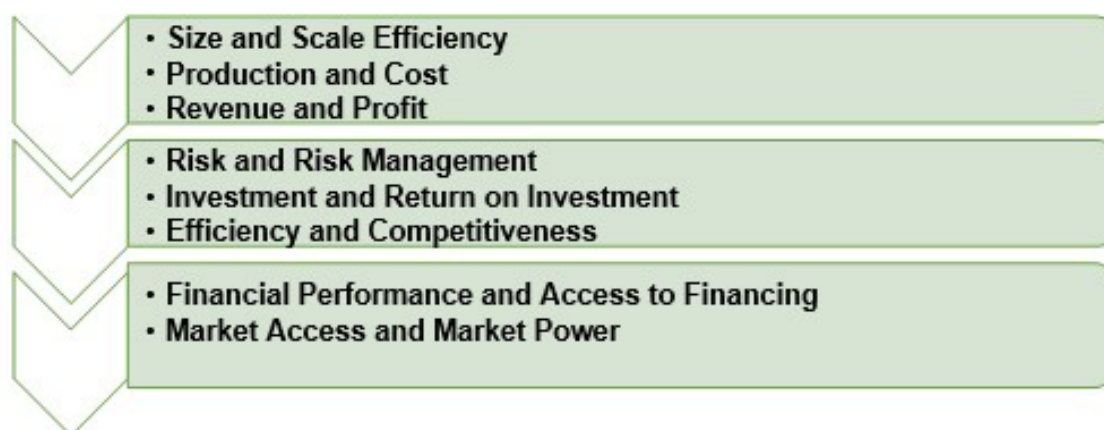 • Size and Scale Efficiency
• Production and Cost
• Revenue and Profit
• Risk and Risk Management
• Investment and Return on Investment
• Efficiency and Competitiveness
• Financial Performance and Access to Financing
• Market Access and Market Power